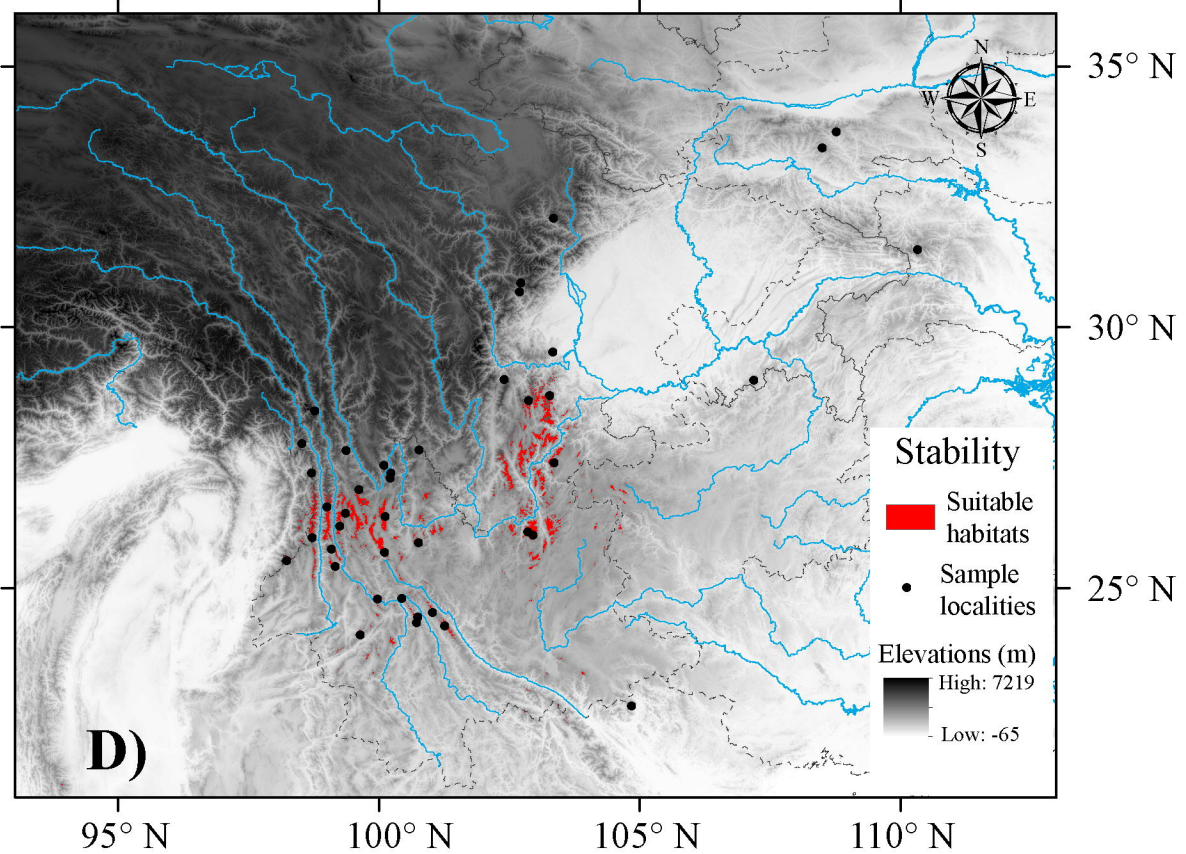 N
W E
S
35° N
30° N
25° N
Stability
Suitable
habitats
Sample
localities
Elevations (m)
High: 7219
Low: -65
D)
95° N 100° N 105° N 110° N